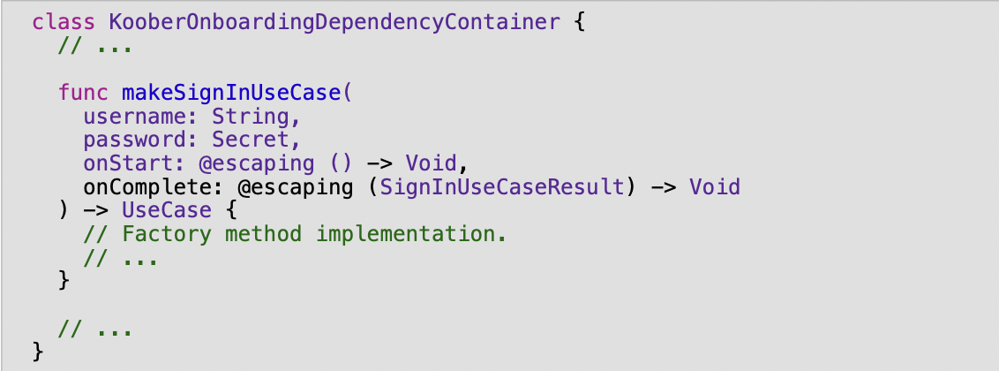 class KooberOnboardingDependencyContainer {
  // ...

  func makeSignInUseCase(
    username: String,
    password: Secret,
    onStart: @escaping () -> Void,
    onComplete: @escaping (SignInUseCaseResult) -> Void
  ) -> UseCase {
    // Factory method implementation.
    // ...
  }

  // ...
}